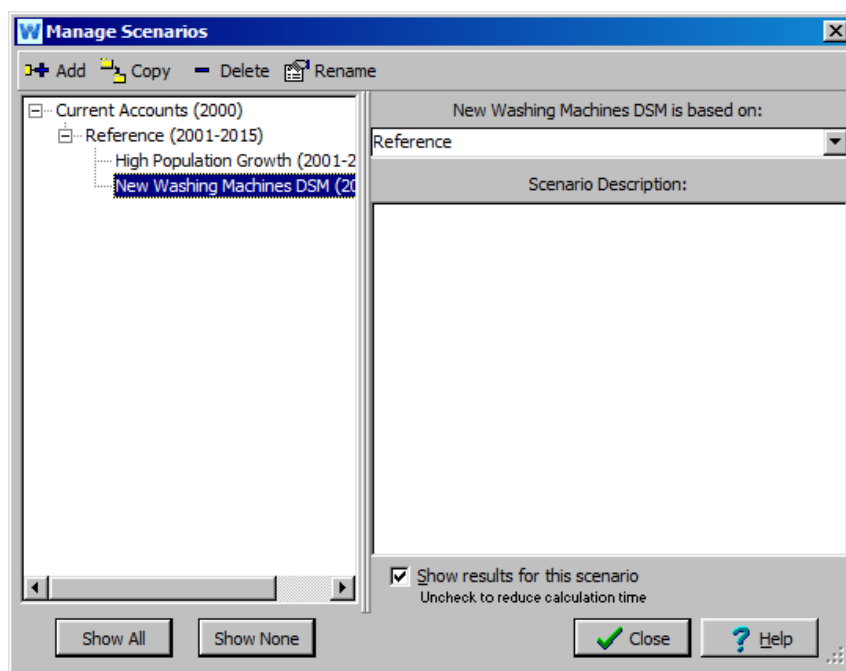 W Manage Scenarios
Add Copy Delete Rename
Current Accounts (2000)
Reference (2001-2015)
High Population Growth (2001-2
New Washing Machines DSM (20
New Washing Machines DSM is based on:
Reference
Scenario Description:
Show results for this scenario
Uncheck to reduce calculation time
Show All Show None Close ? Help